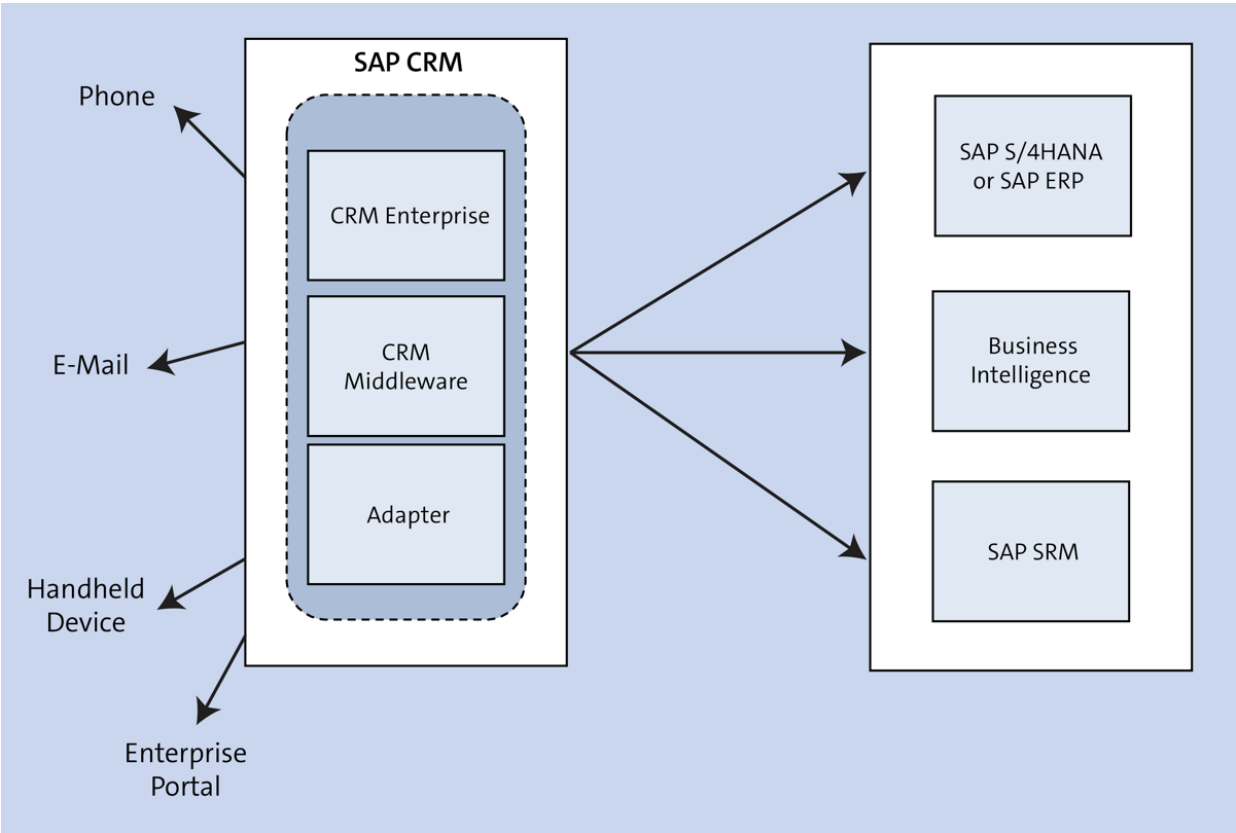 SAP CRM
Phone
E-Mail
Handheld
Device
Enterprise
Portal
CRM Enterprise
CRM
Middleware
Adapter
SAP S/4HANA
or SAP ERP
Business
Intelligence
SAP SRM